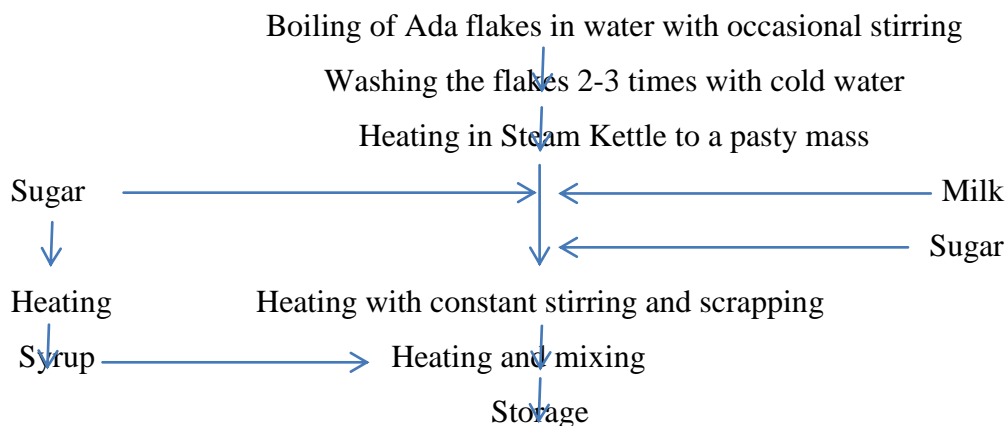 Boiling of Ada flakes in water with occasional stirring
Washing the flakes 2-3 times with cold water
Heating in Steam Kettle to a pasty mass
Sugar Milk
Sugar
Heating Heating with constant stirring and scrapping
Syrup Heating and mixing
Storage